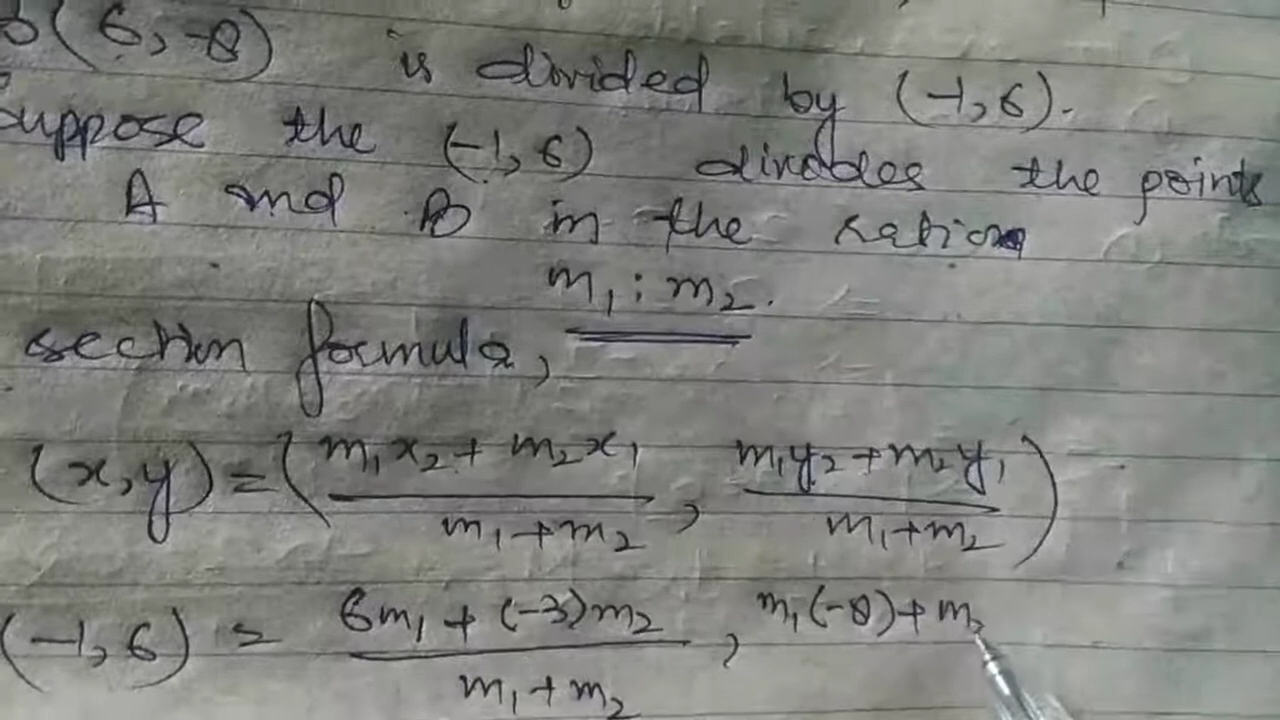 B(6,-8) is divided by (-1,6).
Suppose the (-1,6) divides the points
A and B in the ratio
m₁ : m₂.
section formula,
(x,y) = (m₁x₂ + m₂x₁ / m₁+m₂ , m₁y₂+m₂y₁ / m₁+m₂)
(-1,6) = 6m₁ + (-3)m₂ / m₁+m₂ , m₁(-8)+m₂